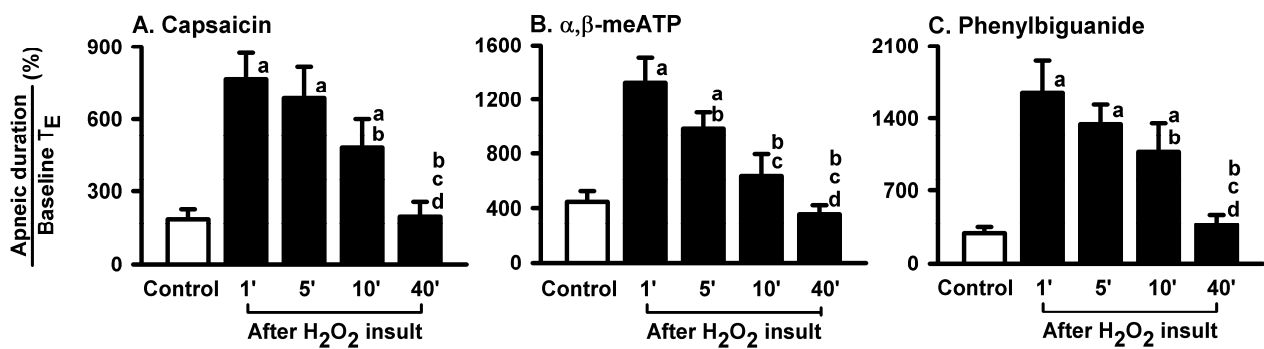 A. Capsaicin
B. α,β-meATP
C. Phenylbiguanide
Apneic duration
Baseline TE
(%)
900
600
300
0
a
a
a
b
b
c
d
Control 1' 5' 10' 40'
After H2O2 insult
1600
1200
800
400
0
a
a
b
b
c
b
c
d
Control 1' 5' 10' 40'
After H2O2 insult
2100
1400
700
0
a
a
a
b
b
c
d
Control 1' 5' 10' 40'
After H2O2 insult